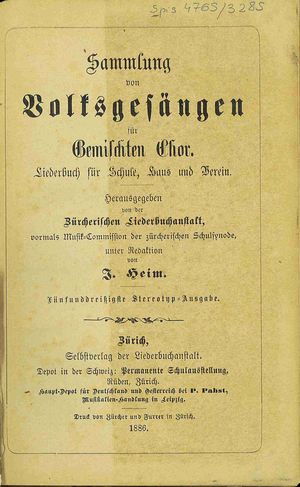 Spis 4765/3285
Sammlung
von
Volksgesängen
für
Gemischten Chor.
Liederbuch für Schule, Haus und Verein.
Herausgegeben
von der
Zürcherischen Liederbuchanstalt,
vormals Musik-Commission der zürcherischen Schulsynode,
unter Redaktion
von
J. Heim.
Fünfunddreißigste Stereotyp-Ausgabe.
Zürich,
Selbstverlag der Liederbuchanstalt.
Depot in der Schweiz: Permanente Schulausstellung,
Rüden, Zürich.
Haupt-Depot für Deutschland und Oesterreich bei P. Pabst,
Musikalien-Handlung in Leipzig.
Druck von Zürcher und Furrer in Zürich.
1886.